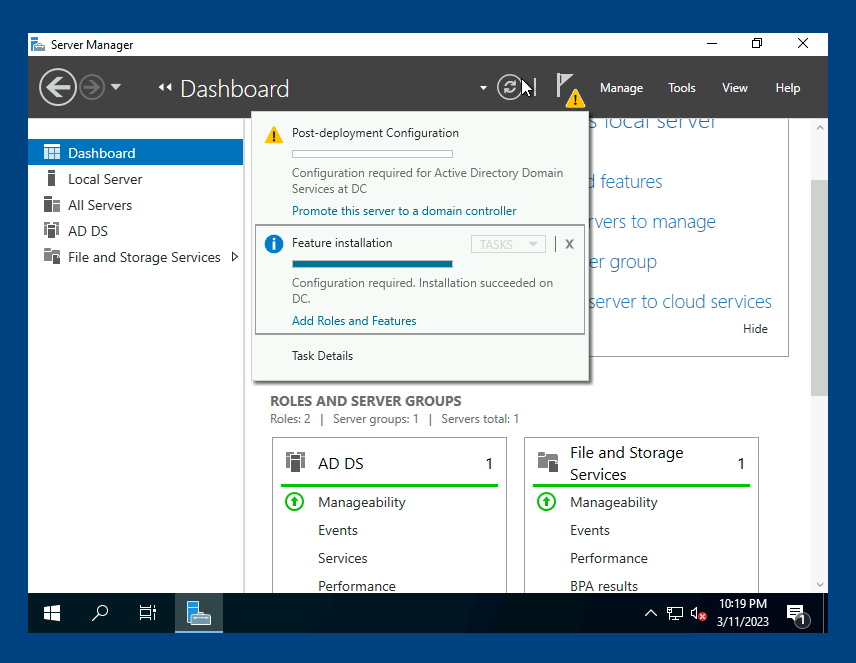 Server Manager
Dashboard
Manage Tools View Help
Post-deployment Configuration
Configuration required for Active Directory Domain
Services at DC
Promote this server to a domain controller
Feature installation
TASKS
X
Configuration required. Installation succeeded on
DC.
Add Roles and Features
Task Details
Dashboard
Local Server
All Servers
AD DS
File and Storage Services
s local server
d features
rvers to manage
er group
server to cloud services
Hide
ROLES AND SERVER GROUPS
Roles: 2 | Server groups: 1 | Servers total: 1
AD DS 1
Manageability
Events
Services
Performance
File and Storage
Services 1
Manageability
Events
Performance
BPA results
10:19 PM
3/11/2023
1